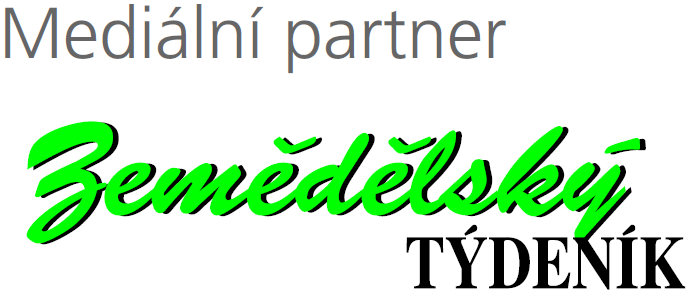 Mediální partner
Zemědělský
TÝDENÍK